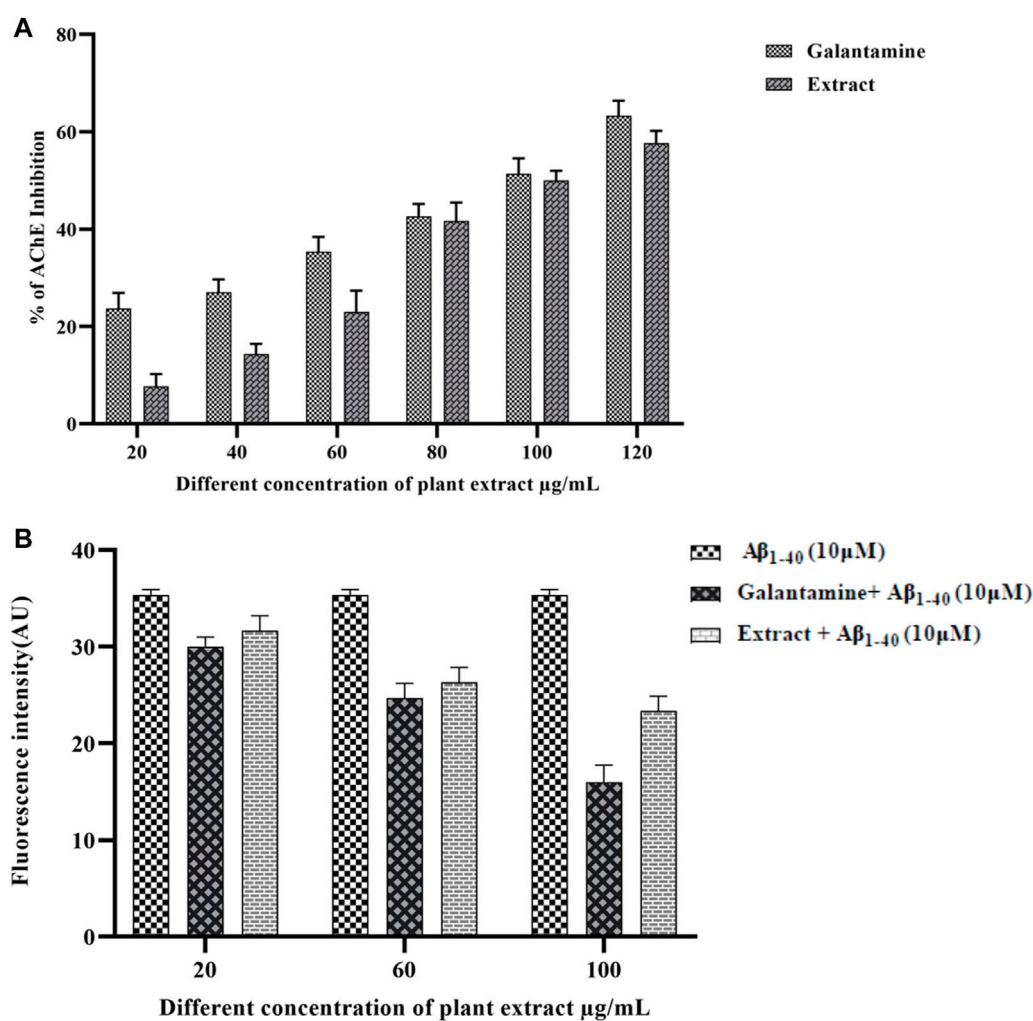 A
80
60
40
20
0
% of AChE Inhibition
20 40 60 80 100 120
Different concentration of plant extract µg/mL
Galantamine
Extract
B
40
30
20
10
0
Fluorescence intensity(AU)
20 60 100
Different concentration of plant extract µg/mL
Aβ1-40 (10µM)
Galantamine+ Aβ1-40 (10µM)
Extract + Aβ1-40 (10µM)